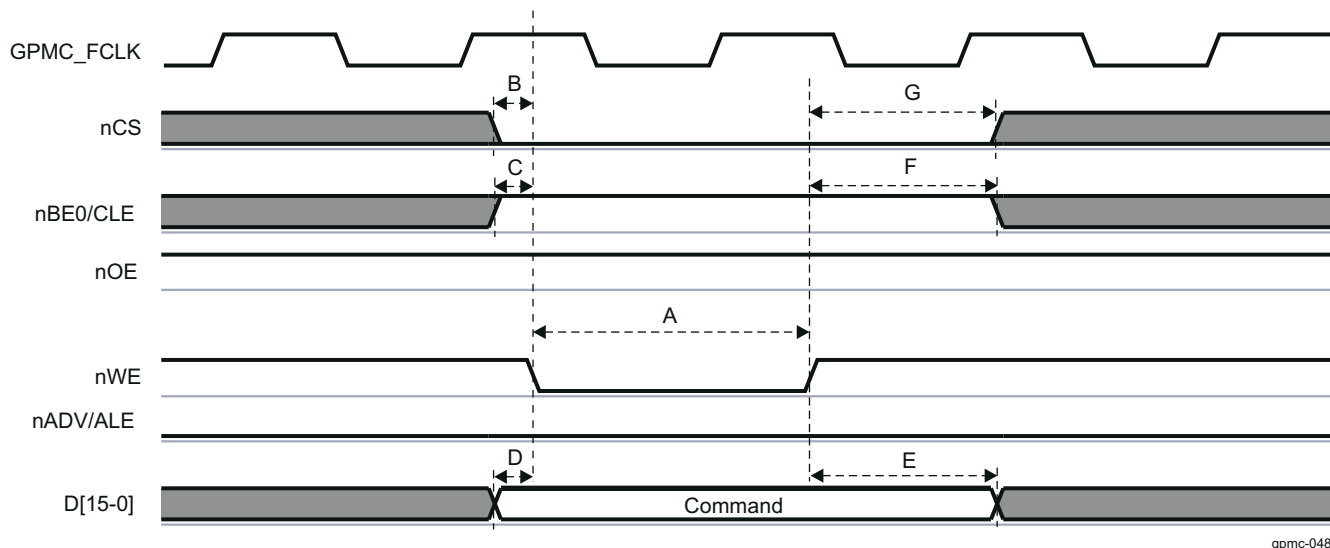 GPMC_FCLK
B
G
nCS
C
F
nBE0/CLE
nOE
A
nWE
nADV/ALE
D
E
D[15-0]
Command
gpmc-048